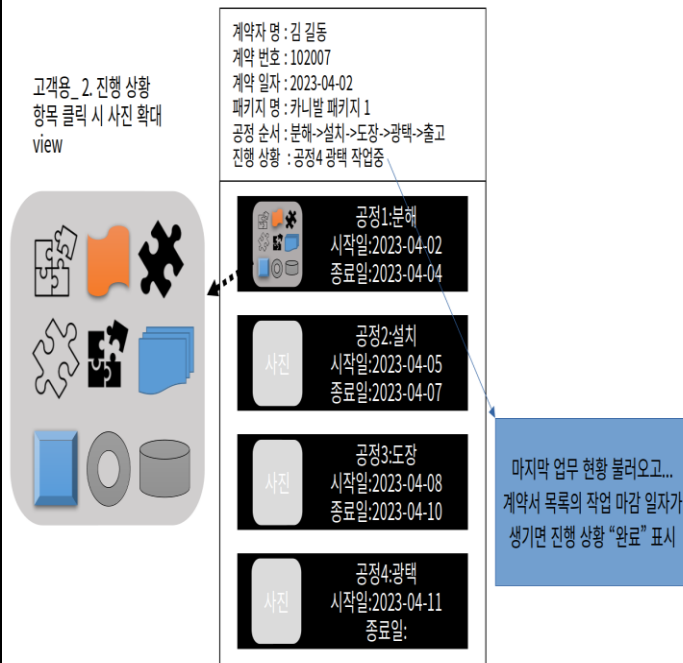 고객용_ 2. 진행 상황
항목 클릭 시 사진 확대
view
계약자 명 : 김 길동
계약 번호 : 102007
계약 일자 : 2023-04-02
패키지 명 : 카니발 패키지 1
공정 순서 : 분해->설치->도장->광택->출고
진행 상황 : 공정4 광택 작업중
공정1:분해
시작일:2023-04-02
종료일:2023-04-04
사진
공정2:설치
시작일:2023-04-05
종료일:2023-04-07
사진
공정3:도장
시작일:2023-04-08
종료일:2023-04-10
사진
공정4:광택
시작일:2023-04-11
종료일:
마지막 업무 현황 불러오고...
계약서 목록의 작업 마감 일자가
생기면 진행 상황 “완료” 표시